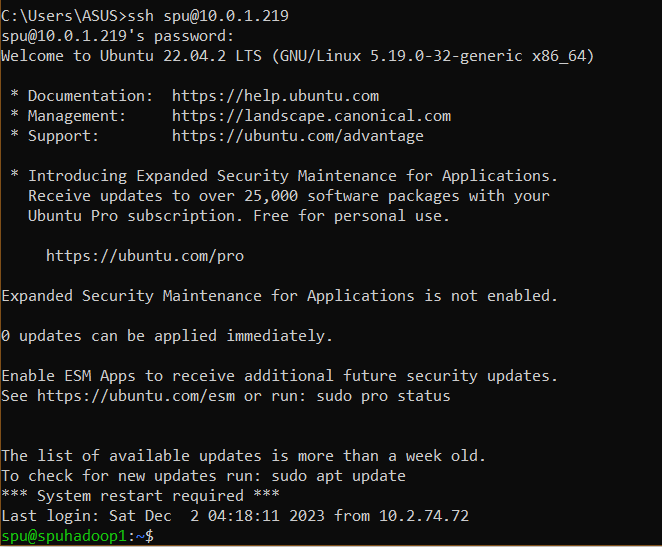 C:\Users\ASUS>ssh spu@10.0.1.219
spu@10.0.1.219's password:
Welcome to Ubuntu 22.04.2 LTS (GNU/Linux 5.19.0-32-generic x86_64)
* Documentation:  https://help.ubuntu.com
* Management:     https://landscape.canonical.com
* Support:        https://ubuntu.com/advantage
* Introducing Expanded Security Maintenance for Applications.
Receive updates to over 25,000 software packages with your
Ubuntu Pro subscription. Free for personal use.
https://ubuntu.com/pro
Expanded Security Maintenance for Applications is not enabled.
0 updates can be applied immediately.
Enable ESM Apps to receive additional future security updates.
See https://ubuntu.com/esm or run: sudo pro status
The list of available updates is more than a week old.
To check for new updates run: sudo apt update
*** System restart required ***
Last login: Sat Dec  2 04:18:11 2023 from 10.2.74.72
spu@spuhadoop1:~$